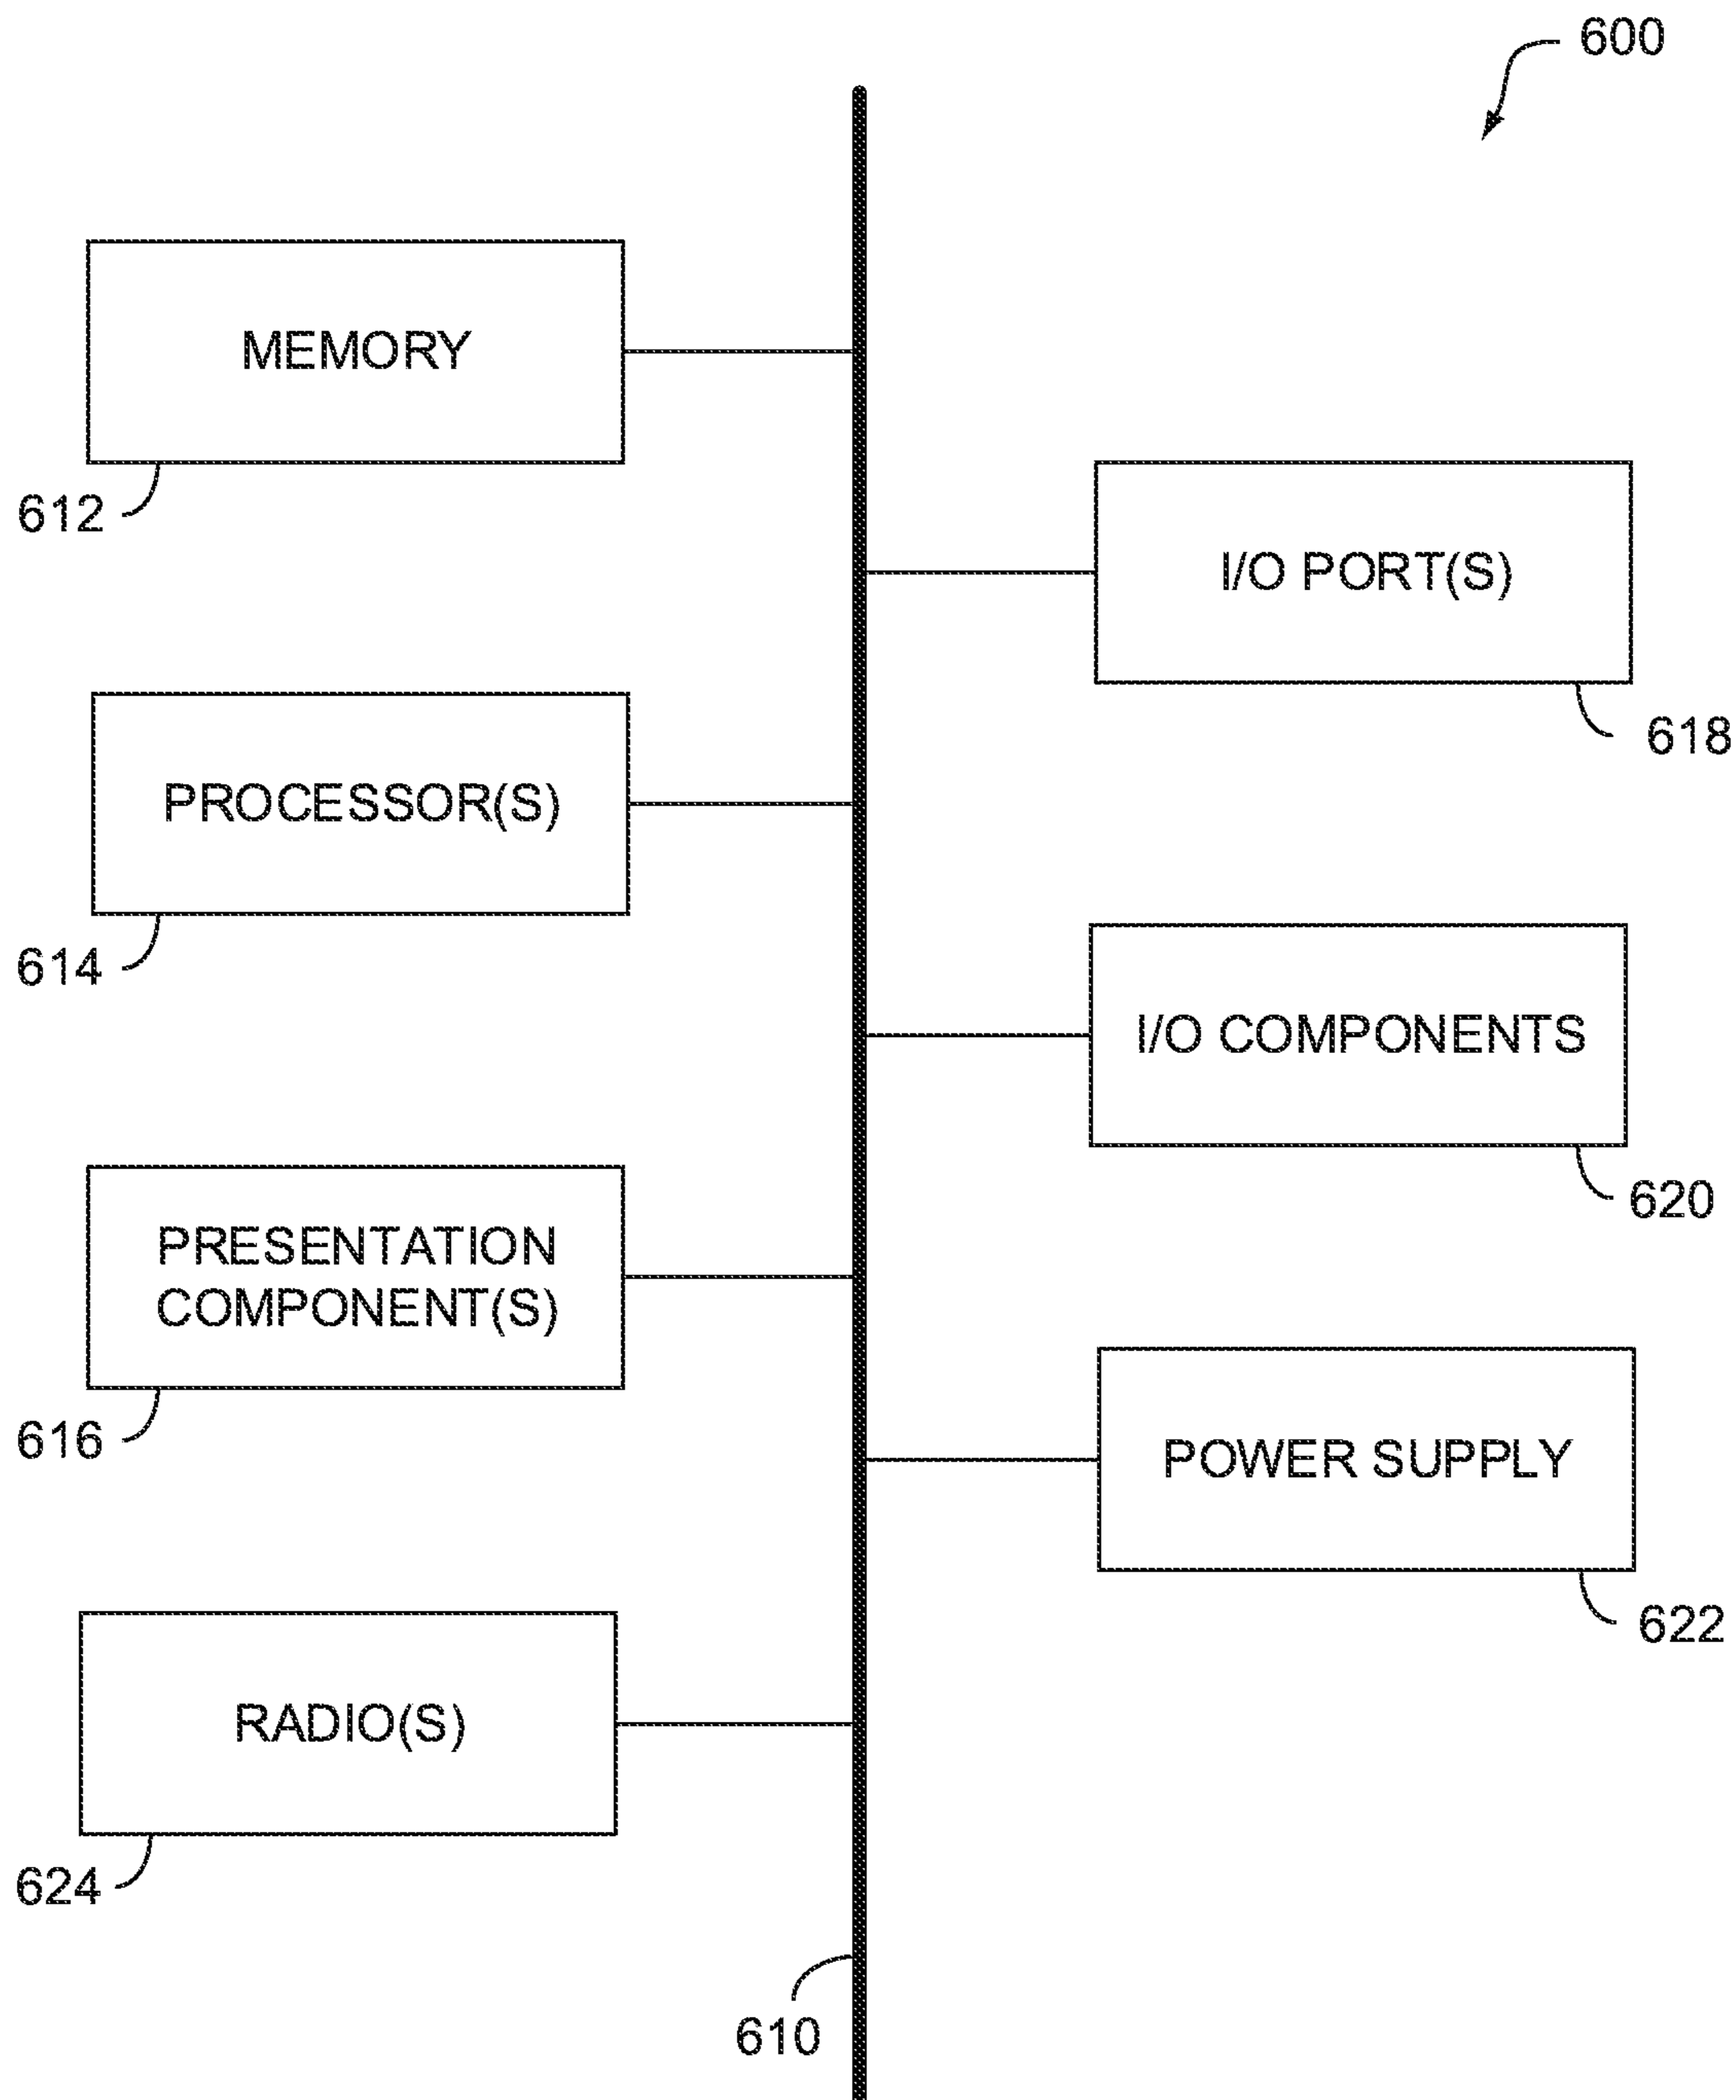 600
MEMORY
612
I/O PORT(S)
618
PROCESSOR(S)
614
I/O COMPONENTS
620
PRESENTATION
COMPONENT(S)
616
POWER SUPPLY
622
RADIO(S)
624
610